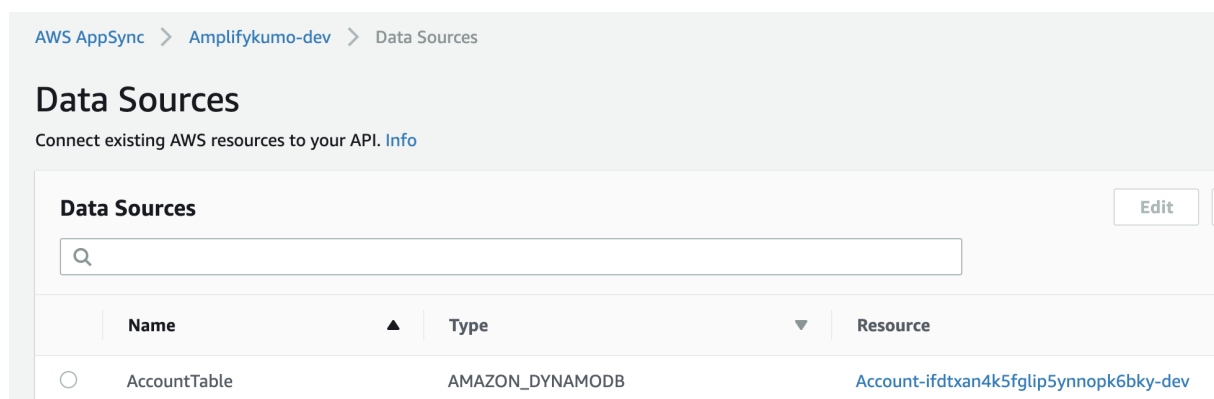 AWS AppSync > Amplifykumo-dev > Data Sources
Data Sources
Connect existing AWS resources to your API. Info
Data Sources Edit
Name Type Resource
AccountTable AMAZON_DYNAMODB Account-ifdtxan4k5fglip5ynnopk6bky-dev